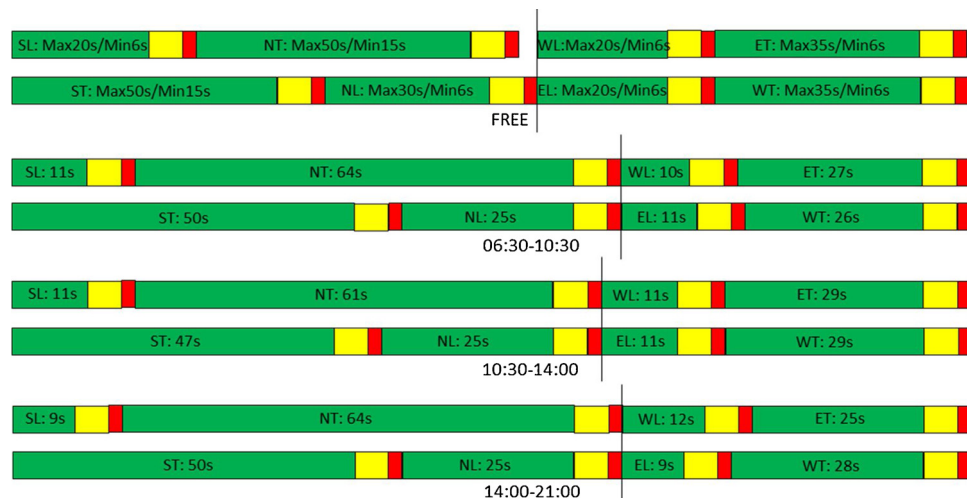 SL: Max20s/Min6s NT: Max50s/Min15s WL:Max20s/Min6s ET: Max35s/Min6s
ST: Max50s/Min15s NL: Max30s/Min6s EL: Max20s/Min6s WT: Max35s/Min6s
FREE
SL: 11s NT: 64s WL: 10s ET: 27s
ST: 50s NL: 25s EL: 11s WT: 26s
06:30-10:30
SL: 11s NT: 61s WL: 11s ET: 29s
ST: 47s NL: 25s EL: 11s WT: 29s
10:30-14:00
SL: 9s NT: 64s WL: 12s ET: 25s
ST: 50s NL: 25s EL: 9s WT: 28s
14:00-21:00